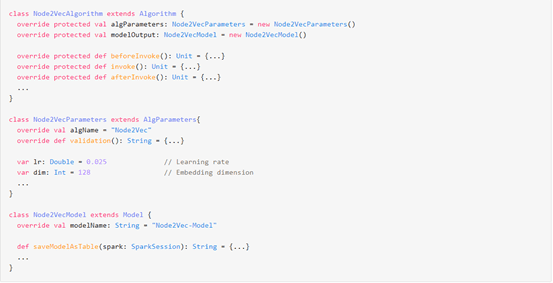 class Node2VecAlgorithm extends Algorithm {
override protected val algParameters: Node2VecParameters = new Node2VecParameters()
override protected val modelOutput: Node2VecModel = new Node2VecModel()
override protected def beforeInvoke(): Unit = {...}
override protected def invoke(): Unit = {...}
override protected def afterInvoke(): Unit = {...}
...
}
class Node2VecParameters extends AlgParameters{
override val algName = "Node2Vec"
override def validation(): String = {...}
var lr: Double = 0.025 // Learning rate
var dim: Int = 128 // Embedding dimension
...
}
class Node2VecModel extends Model {
override val modelName: String = "Node2Vec-Model"
def saveModelAsTable(spark: SparkSession): String = {...}
...
}